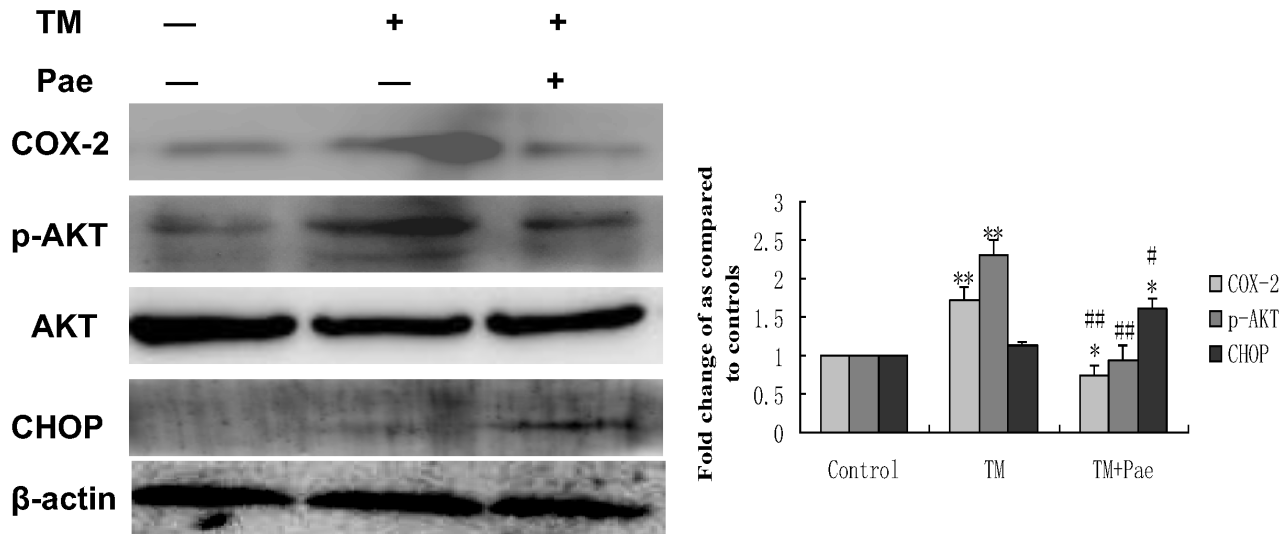 TM — + +
Pae — — +
COX-2
p-AKT
AKT
CHOP
β-actin
Fold change of as compared
to controls
3
2.5
2
1.5
1
0.5
0
** **
## * ## # *
Control TM TM+Pae
COX-2
p-AKT
CHOP